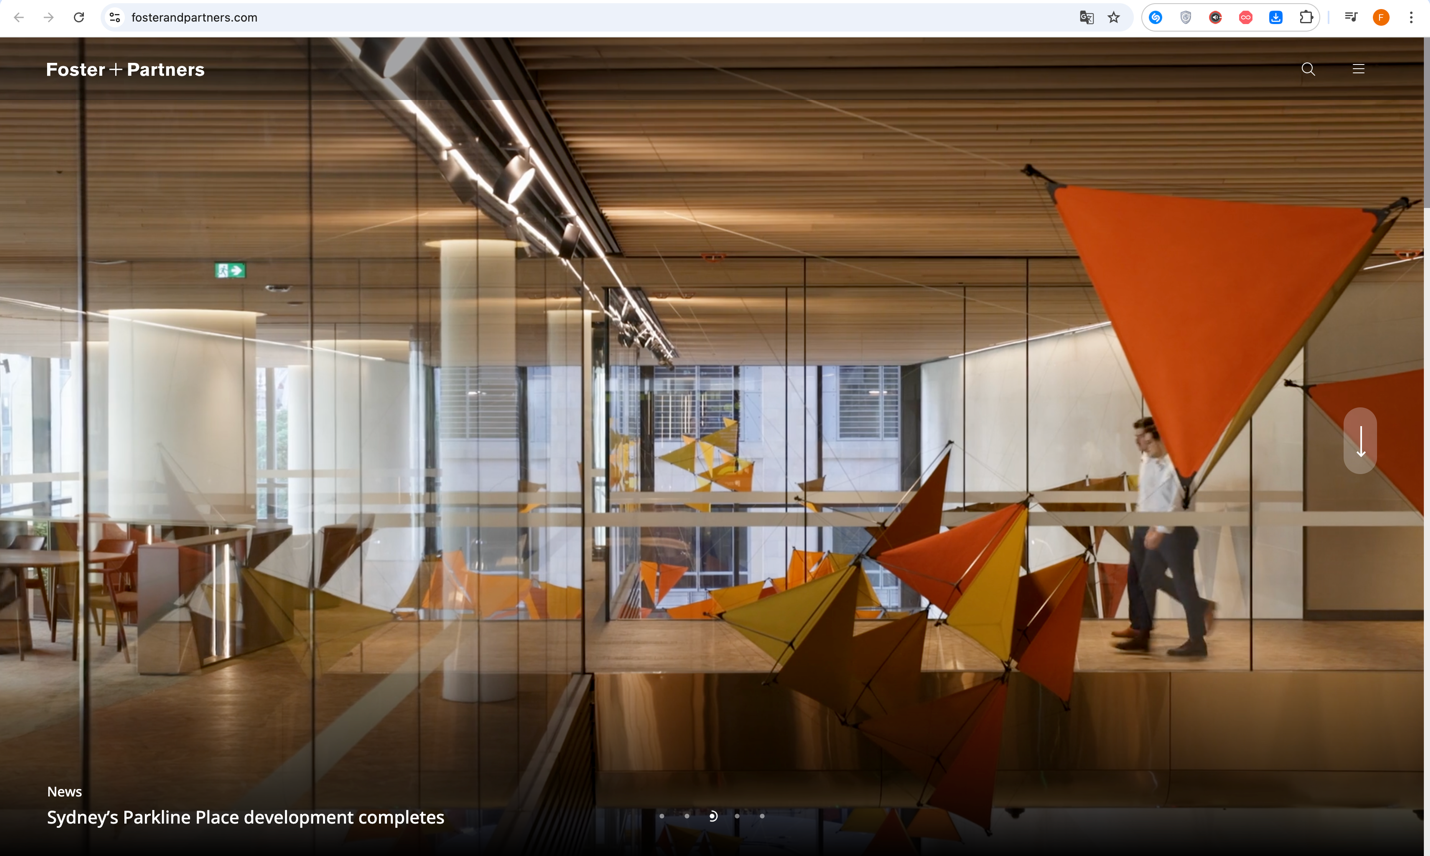 fosterandpartners.com
F
Foster + Partners
News
Sydney’s Parkline Place development completes